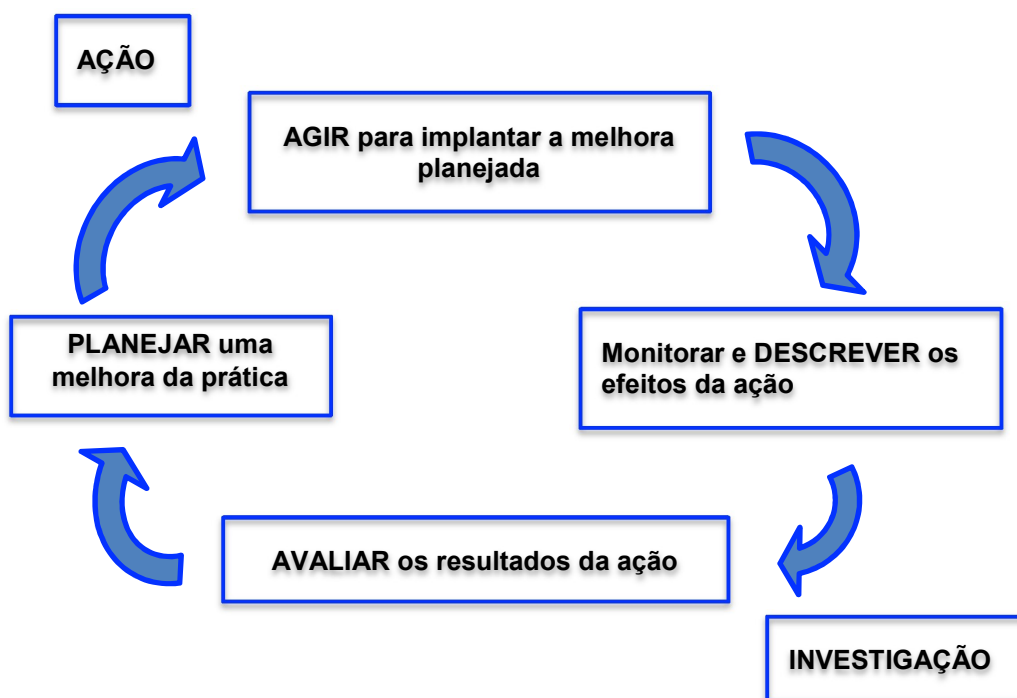 AÇÃO
AGIR para implantar a melhora
planejada
PLANEJAR uma
melhora da prática
Monitorar e DESCREVER os
efeitos da ação
AVALIAR os resultados da ação
INVESTIGAÇÃO